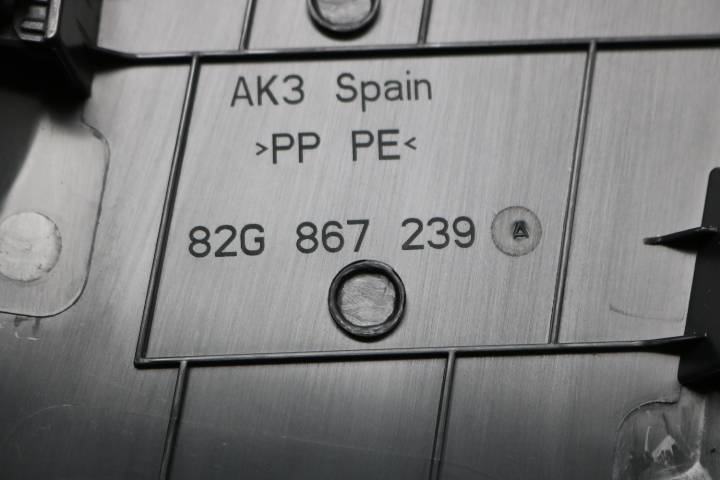 AK3 Spain
>PP PE<
82G 867 239 A